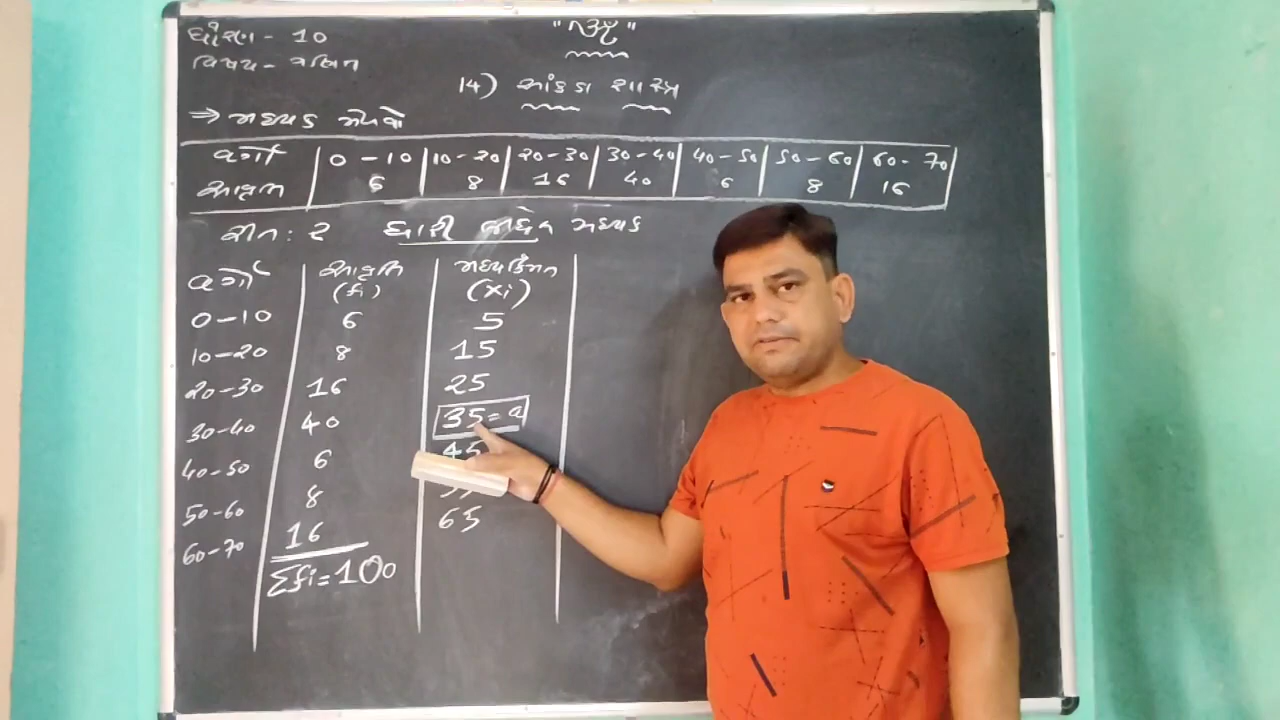 ધોરણ - 10
વિષય - ગણિત
"ૐ"
14) આંકડા શાસ્ત્ર
⇒ મધ્યક મેળવો
વર્ગ | 0 - 10 | 10 - 20 | 20 - 30 | 30 - 40 | 40 - 50 | 50 - 60 | 60 - 70
આવૃત્તિ | 6 | 8 | 16 | 40 | 6 | 8 | 16
રીત : 2 ધારી લીધેલ મધ્યક
વર્ગ | આવૃત્તિ (fi) | મધ્યકિંમત (xi)
0-10 | 6 | 5
10-20 | 8 | 15
20-30 | 16 | 25
30-40 | 40 | 35 = a
40-50 | 6 | 45
50-60 | 8
60-70 | 16 | 65
Σfi = 100